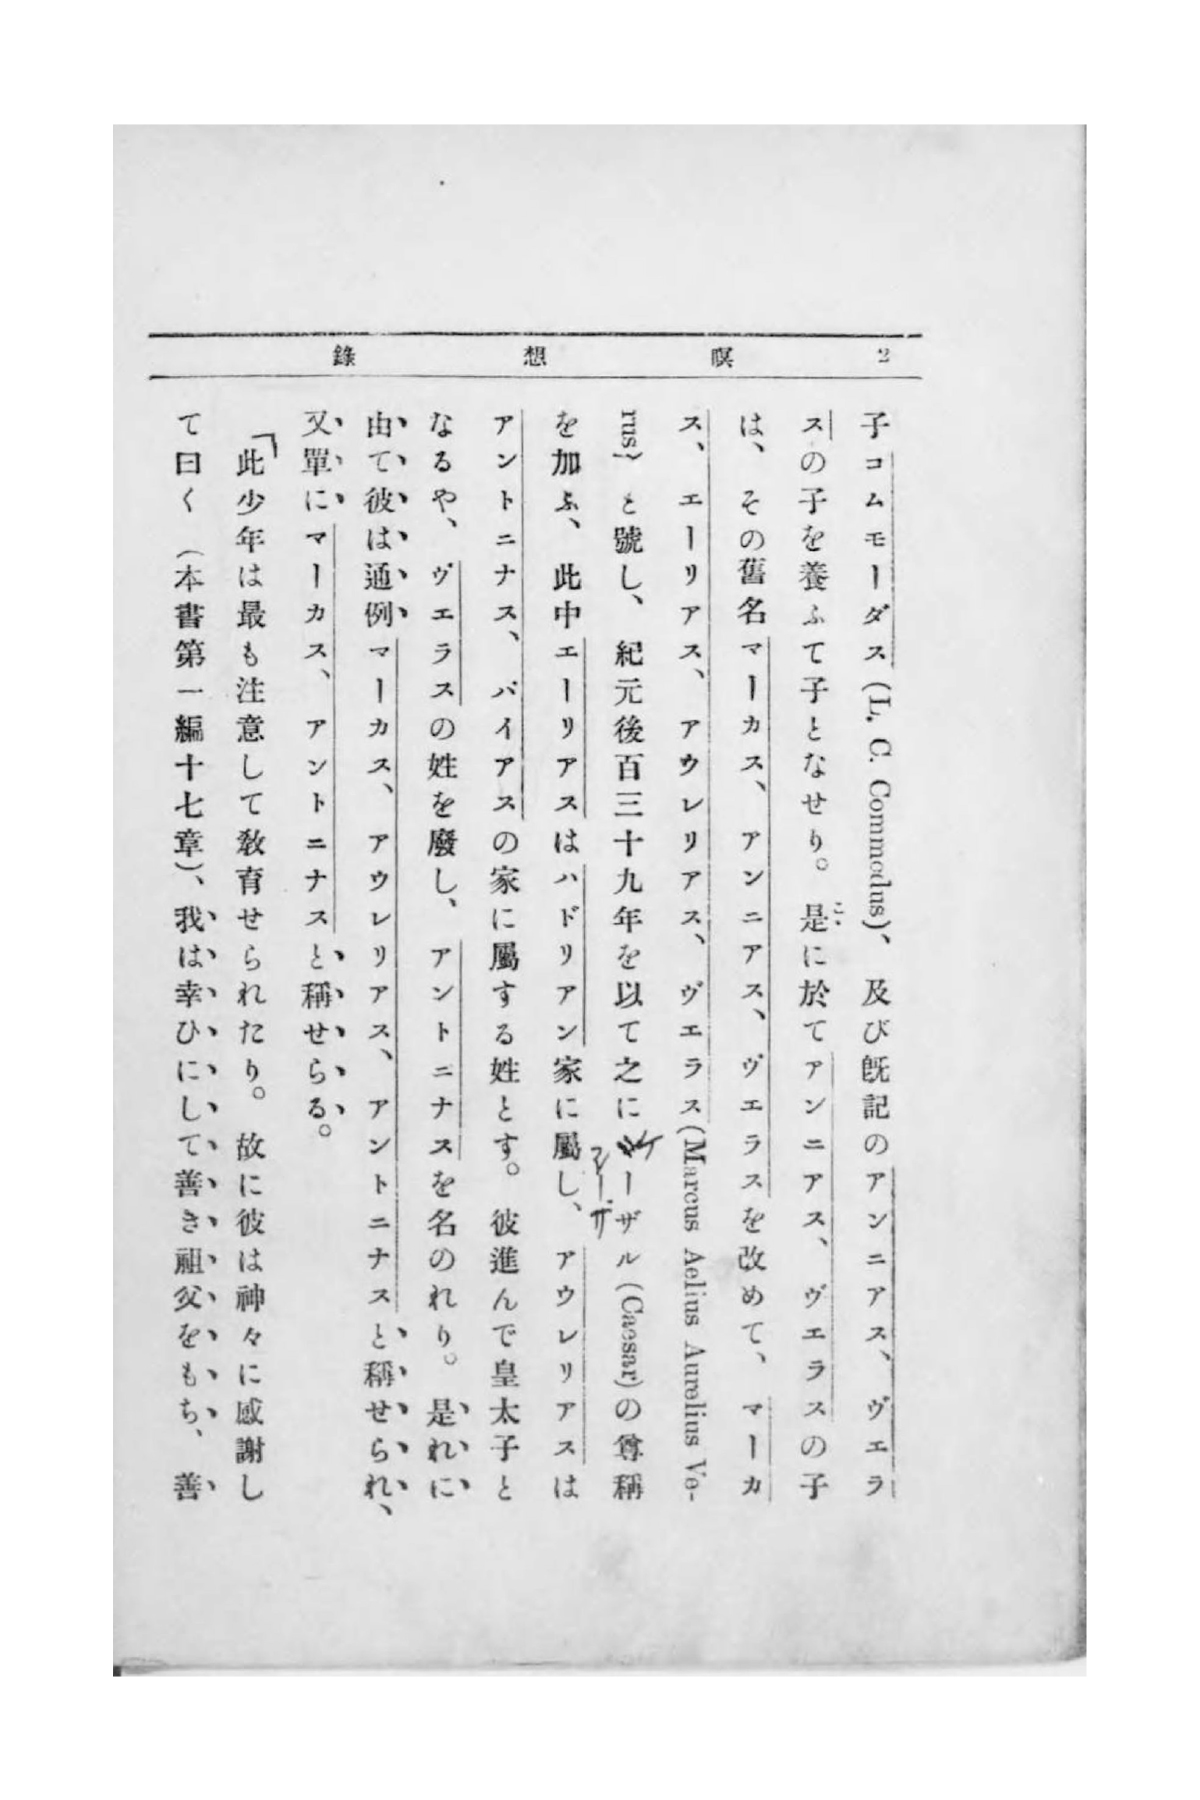 2 瞑想錄
子コムモーダス(L. C. Commodus)、及び既記のアンニアス、ヴエラ
スの子を養ふて子となせり。是に於てアンニアス、ヴエラスの子
は、その舊名マーカス、アンニアス、ヴエラスを改めて、マーカ
ス、エーリアス、アウレリアス、ヴエラス(Marcus Aelius Aurelius Ve-
rus)と號し、紀元後百三十九年を以て之にーザル(Caesar)の尊稱
を加ふ、此中エーリアスはハドリアン家に屬し、アウレリアスは
アントニナス、パイアスの家に屬する姓とす。彼進んで皇太子と
なるや、ヴエラスの姓を廢し、アントニナスを名のれり。是れに
由て彼は通例マーカス、アウレリアス、アントニナスと稱せられ、
又單にマーカス、アントニナスと稱せらる。
「此少年は最も注意して敎育せられたり。故に彼は神々に感謝し
て曰く(本書第一編十七章)、我は幸ひにして善き祖父をもち、善